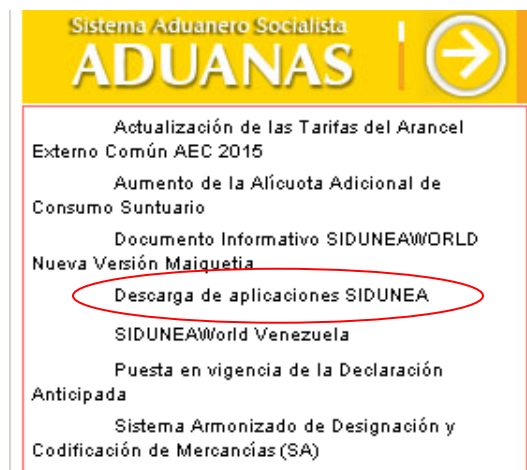 Sistema Aduanero Socialista
ADUANAS
Actualización de las Tarifas del Arancel
Externo Común AEC 2015
Aumento de la Alícuota Adicional de
Consumo Suntuario
Documento Informativo SIDUNEAWORLD
Nueva Versión Maiquetia
Descarga de aplicaciones SIDUNEA
SIDUNEAWorld Venezuela
Puesta en vigencia de la Declaración
Anticipada
Sistema Armonizado de Designación y
Codificación de Mercancías (SA)